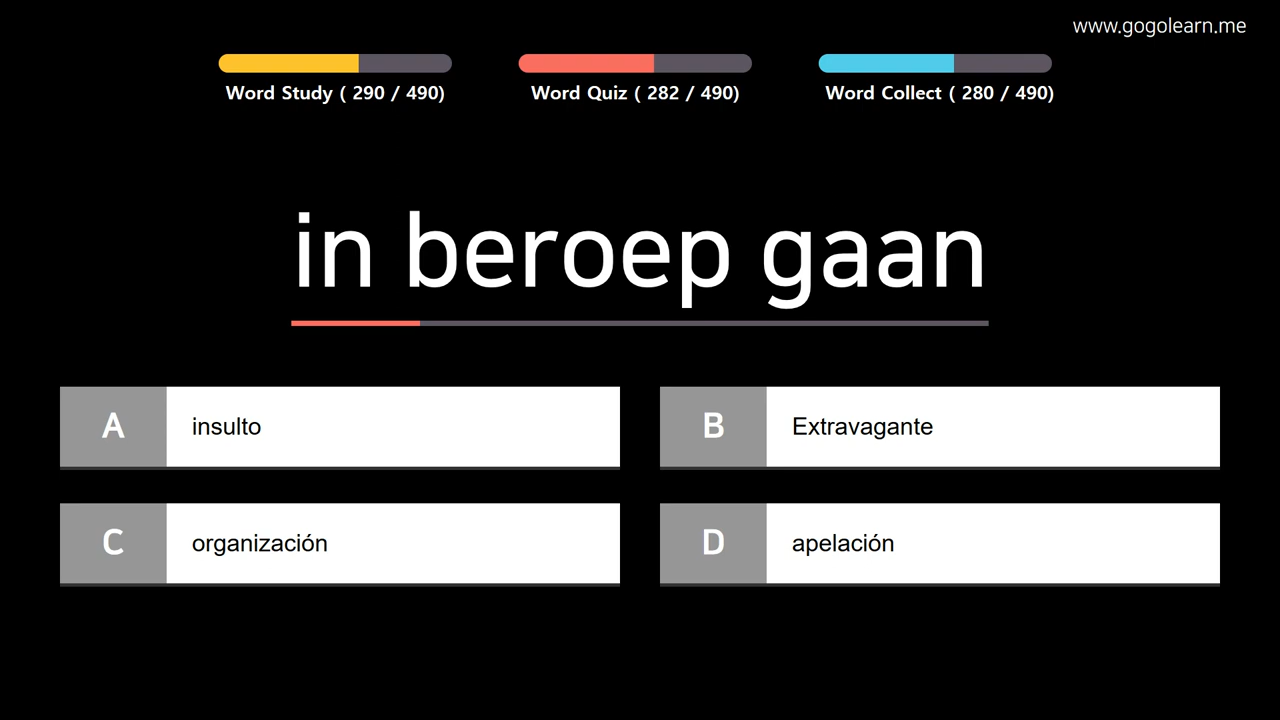 www.gogolearn.me
Word Study ( 290 / 490)
Word Quiz ( 282 / 490)
Word Collect ( 280 / 490)
in beroep gaan
A
insulto
B
Extravagante
C
organización
D
apelación